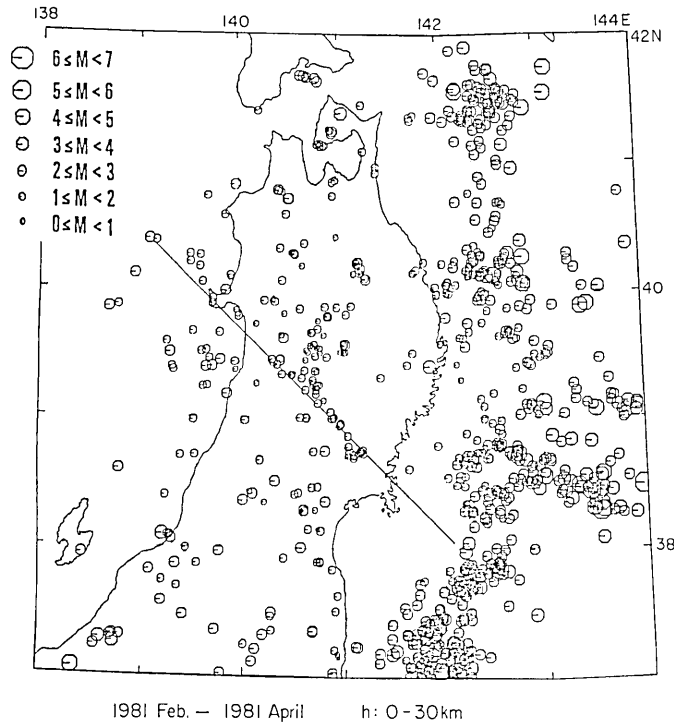 138 140 142 144E
42N
6≤M<7
5≤M<6
4≤M<5
3≤M<4
2≤M<3
1≤M<2
0≤M<1
40
38
1981 Feb. — 1981 April h: 0-30km